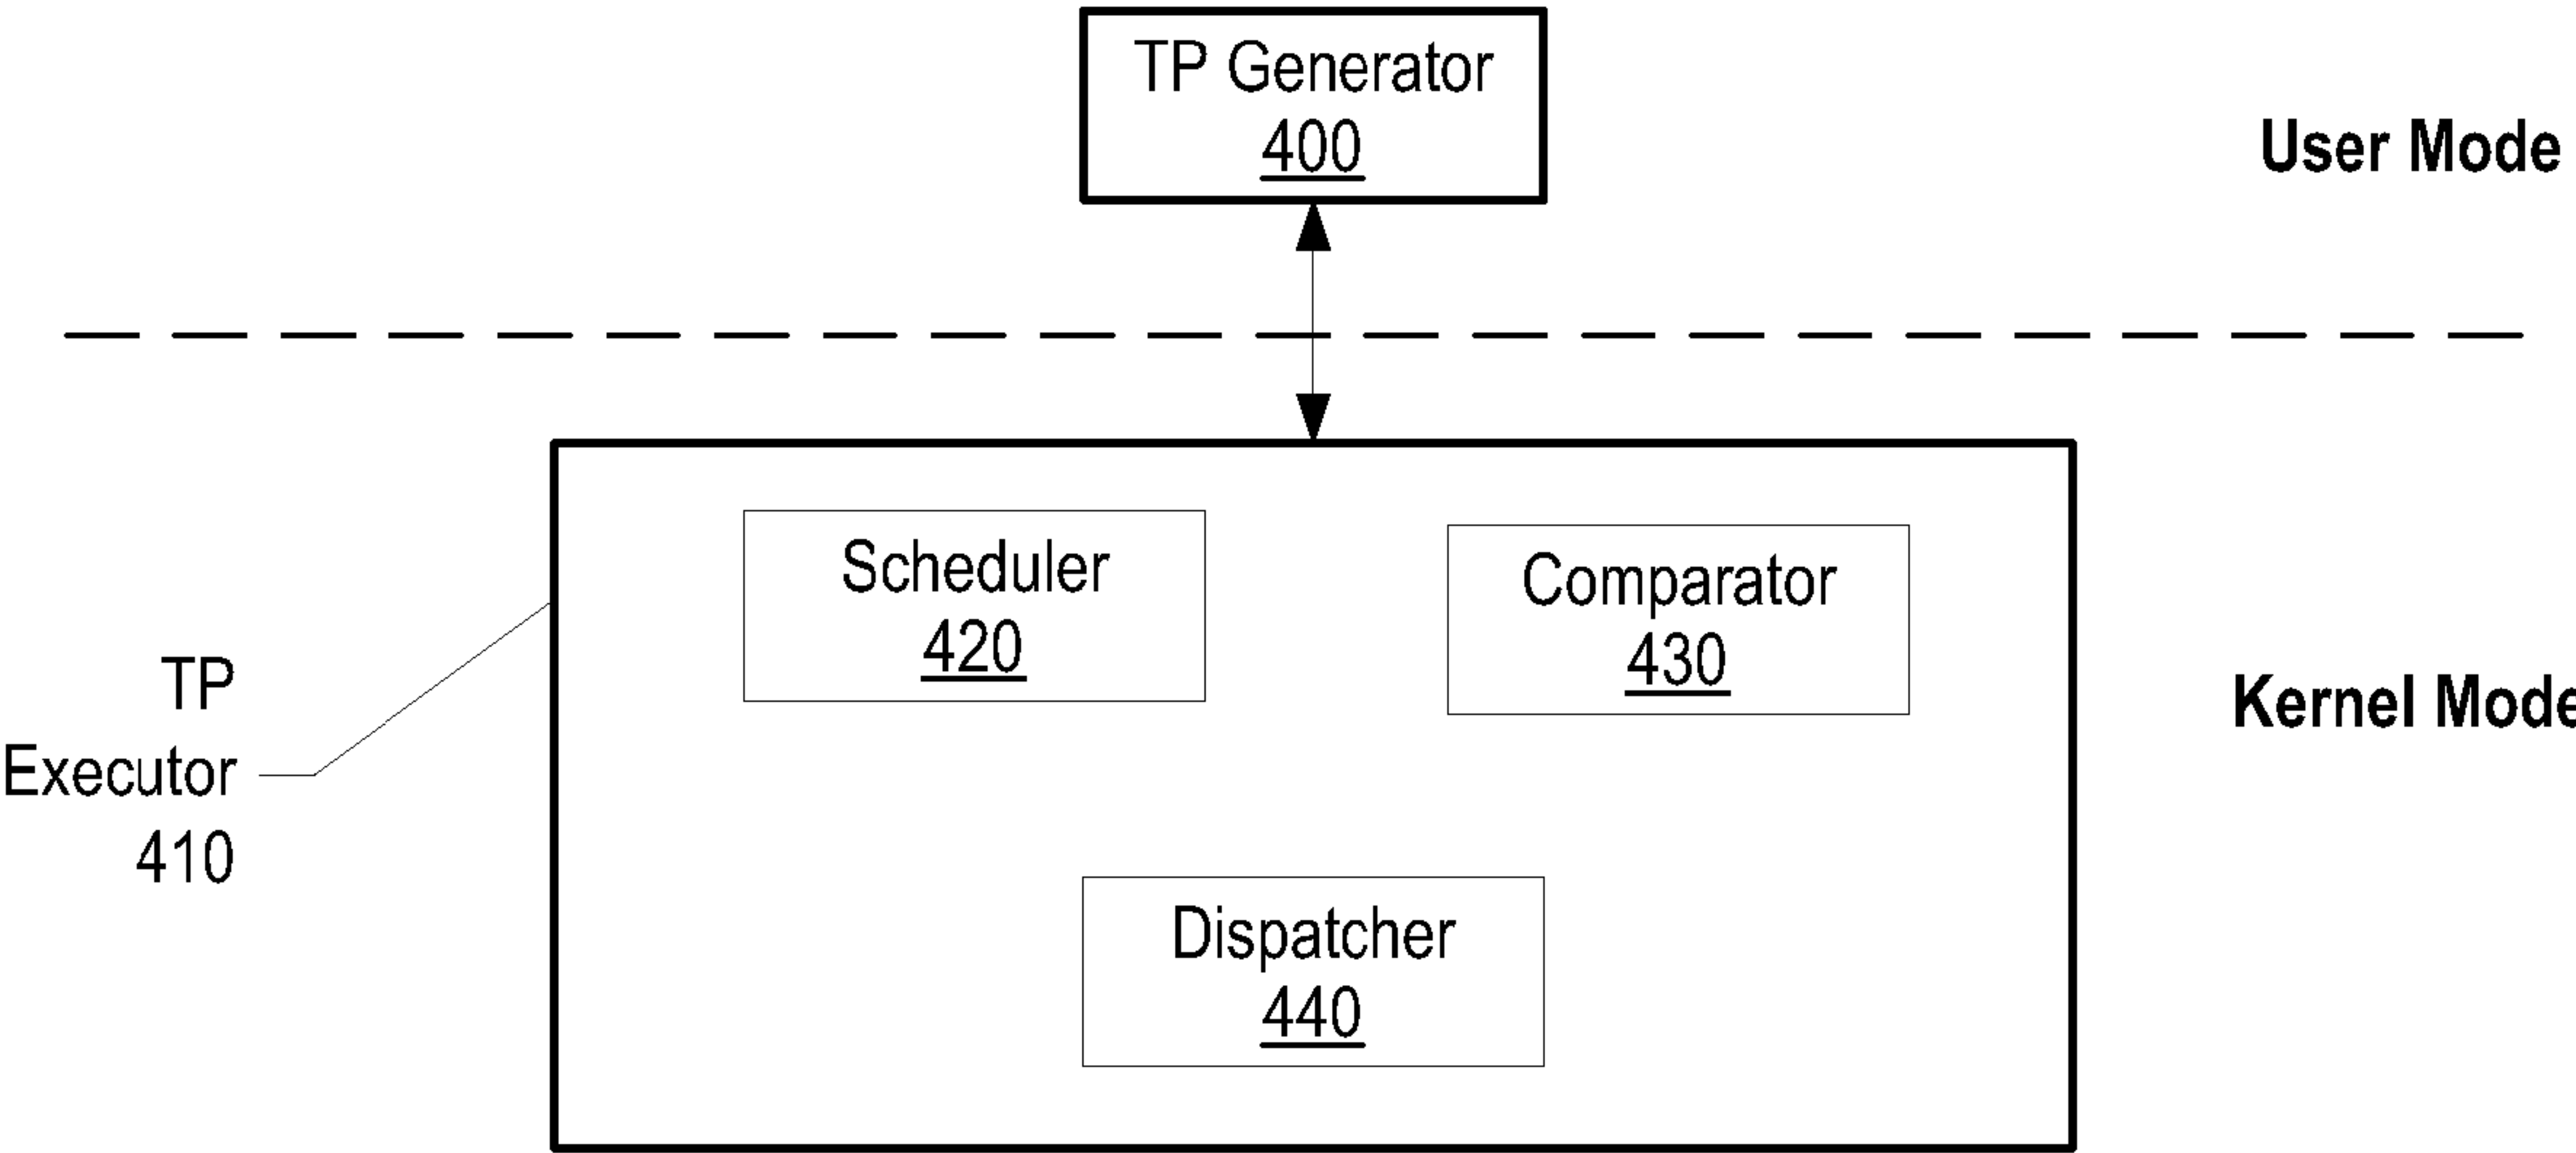 TP Generator
400
User Mode
Scheduler
420
Comparator
430
Kernel Mode
TP
Executor
410
Dispatcher
440